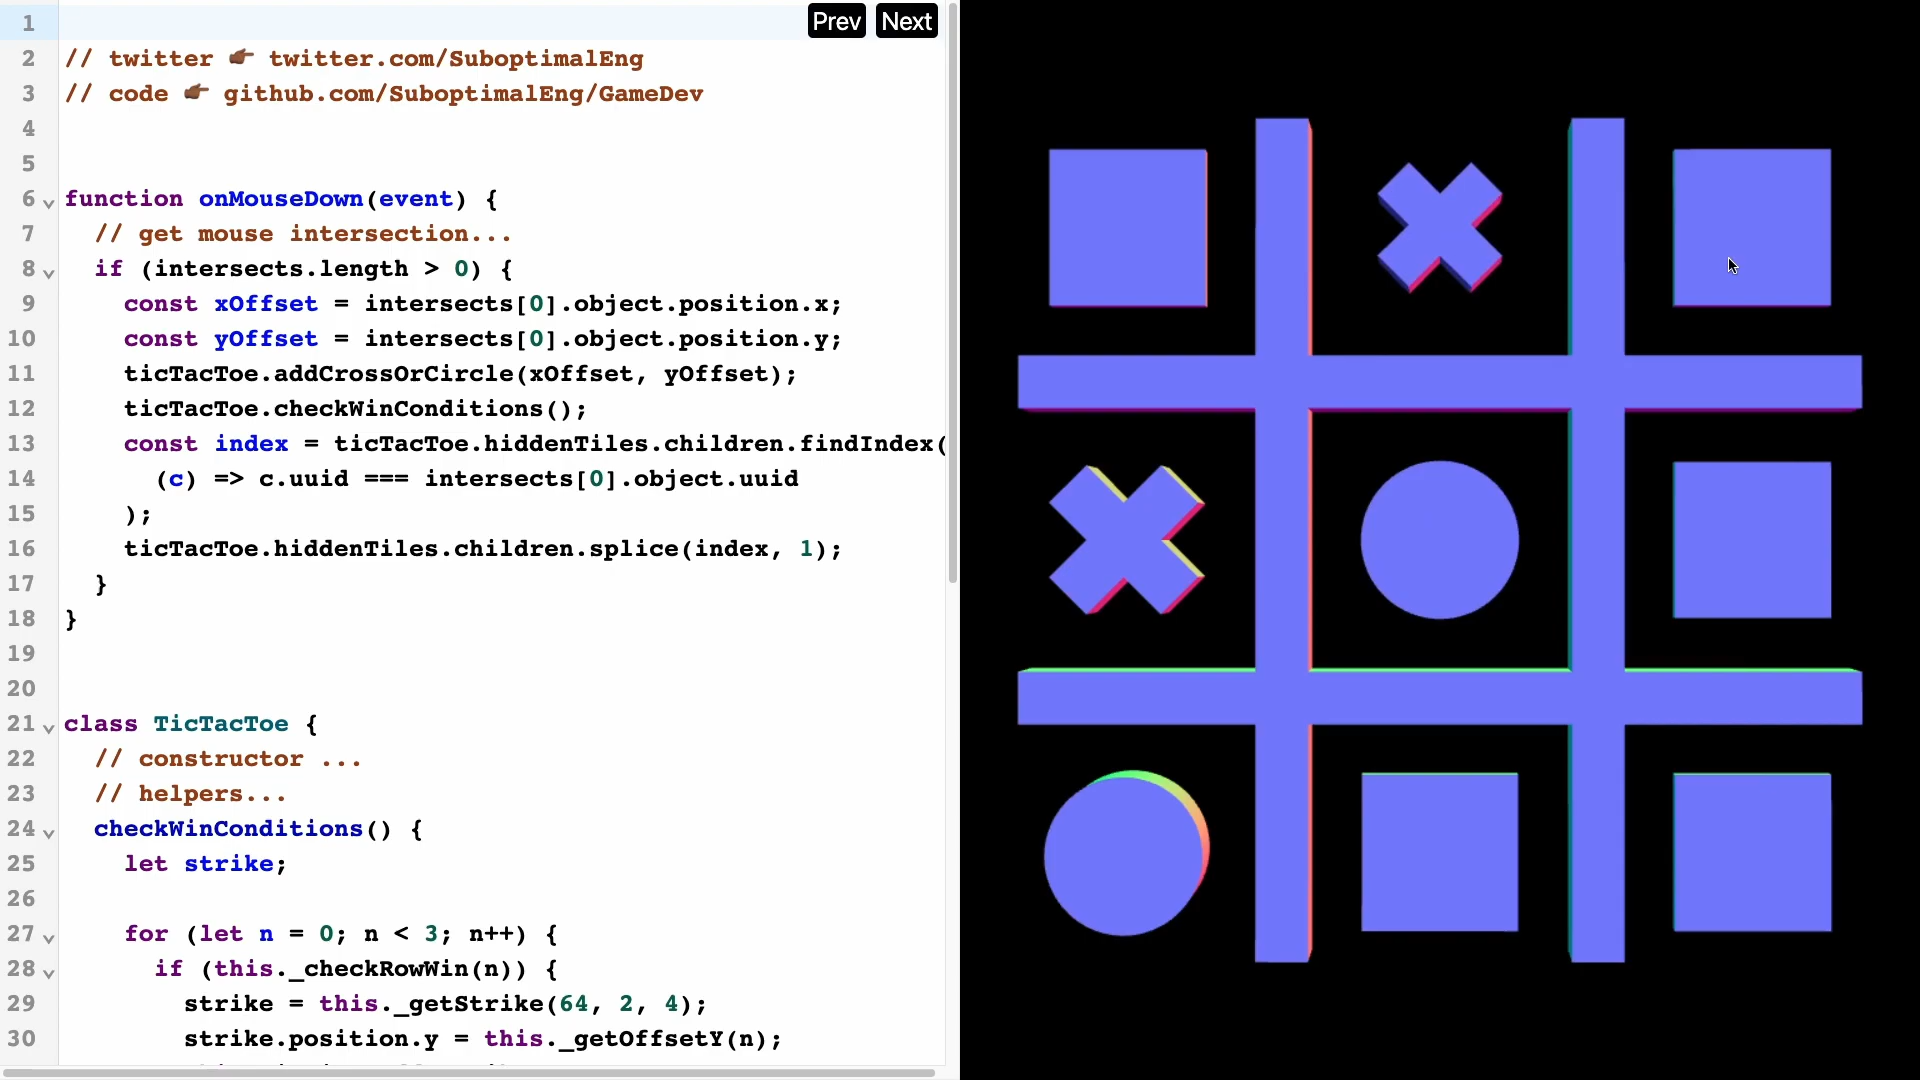 Prev Next
1
2 // twitter 👉🏾 twitter.com/SuboptimalEng
3 // code 👉🏾 github.com/SuboptimalEng/GameDev
4
5
6 function onMouseDown(event) {
7 // get mouse intersection...
8 if (intersects.length > 0) {
9 const xOffset = intersects[0].object.position.x;
10 const yOffset = intersects[0].object.position.y;
11 ticTacToe.addCrossOrCircle(xOffset, yOffset);
12 ticTacToe.checkWinConditions();
13 const index = ticTacToe.hiddenTiles.children.findIndex(
14 (c) => c.uuid === intersects[0].object.uuid
15 );
16 ticTacToe.hiddenTiles.children.splice(index, 1);
17 }
18 }
19
20
21 class TicTacToe {
22 // constructor ...
23 // helpers...
24 checkWinConditions() {
25 let strike;
26
27 for (let n = 0; n < 3; n++) {
28 if (this._checkRowWin(n)) {
29 strike = this._getStrike(64, 2, 4);
30 strike.position.y = this._getOffsetY(n);